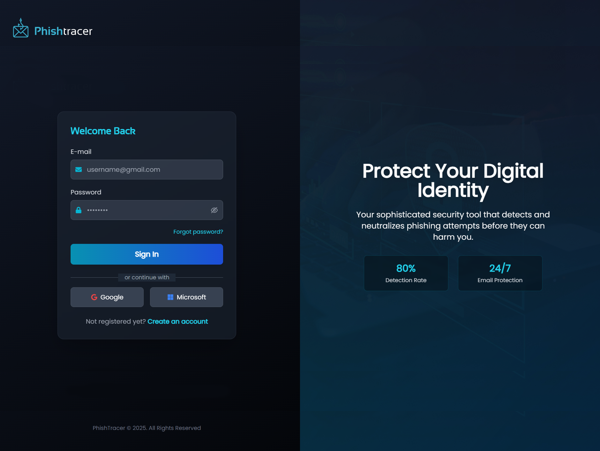 Phishtracer
Welcome Back
E-mail
username@gmail.com
Password
Forgot password?
Sign In
or continue with
Google
Microsoft
Not registered yet? Create an account
PhishTracer © 2025, All Rights Reserved
Protect Your Digital
Identity
Your sophisticated security tool that detects and
neutralizes phishing attempts before they can
harm you.
80%
Detection Rate
24/7
Email Protection